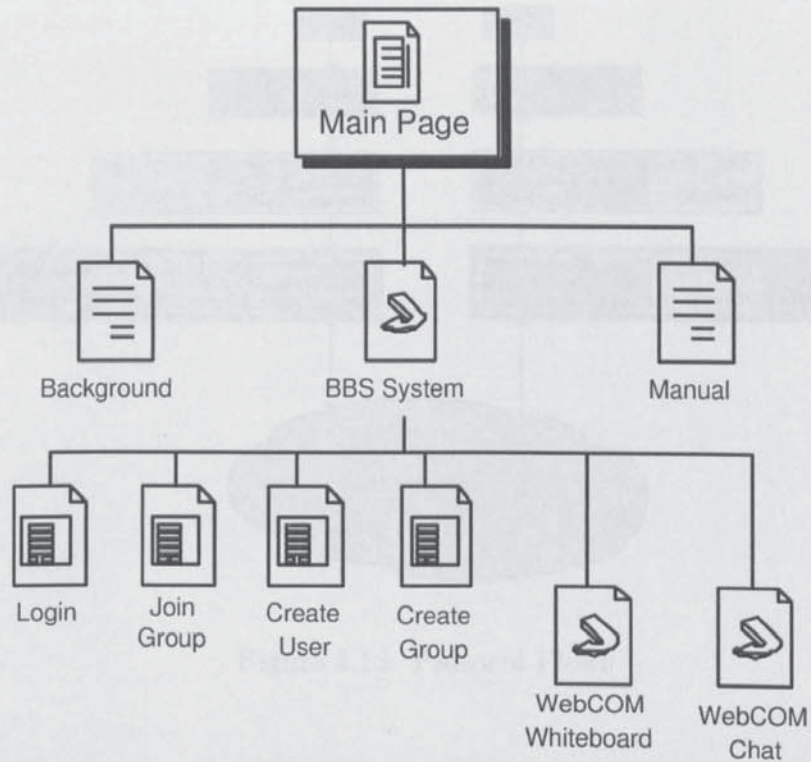 Main Page
Background
BBS System
Manual
Login
Join
Group
Create
User
Create
Group
WebCOM
Whiteboard
WebCOM
Chat